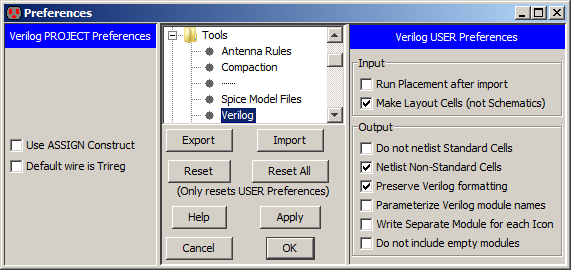 Preferences
Verilog PROJECT Preferences
Use ASSIGN Construct
Default wire is Trireg
Tools
Antenna Rules
Compaction
......
Spice Model Files
Verilog
Export Import
Reset Reset All
(Only resets USER Preferences)
Help Apply
Cancel OK
Verilog USER Preferences
Input
Run Placement after import
Make Layout Cells (not Schematics)
Output
Do not netlist Standard Cells
Netlist Non-Standard Cells
Preserve Verilog formatting
Parameterize Verilog module names
Write Separate Module for each Icon
Do not include empty modules